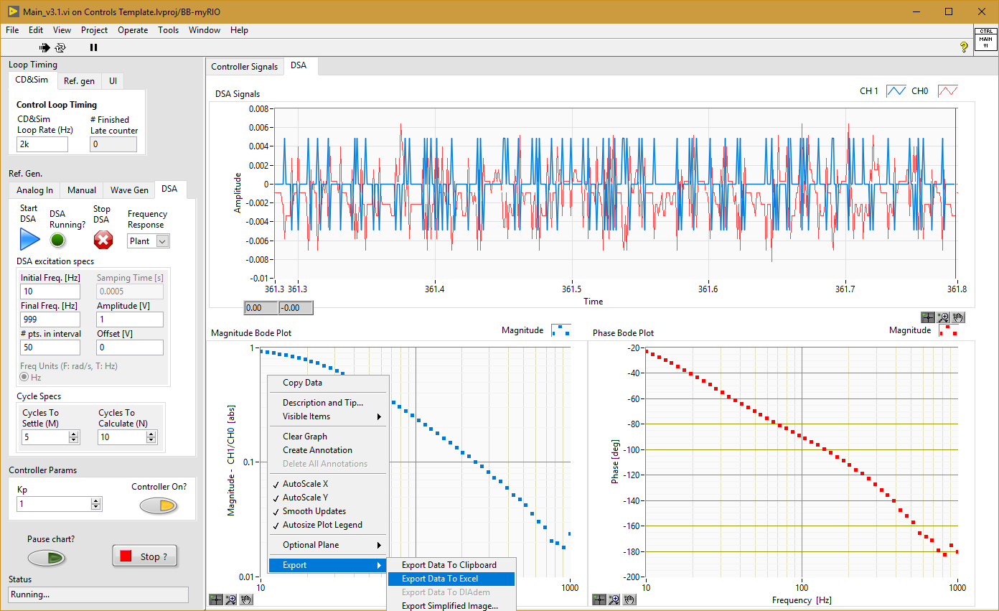 Main_v3.1.vi on Controls Template.lvproj/BB-myRIO
File Edit View Project Operate Tools Window Help
CTRL
MAIN
VI
?
Loop Timing
CD&Sim Ref. gen UI
Control Loop Timing
CD&Sim
Loop Rate (Hz)
2k
# Finished
Late counter
0
Ref. Gen.
Analog In Manual Wave Gen DSA
Start
DSA
DSA
Running?
Stop
DSA
Frequency
Response
Plant
DSA excitation specs
Initial Freq. [Hz]
10
Samping Time [s]
0.0005
Final Freq. [Hz]
999
Amplitude [V]
1
# pts. in interval
50
Offset [V]
0
Freq Units (F: rad/s, T: Hz)
Hz
Cycle Specs
Cycles To
Settle (M)
5
Cycles To
Calculate (N)
10
Controller Params
Kp
1
Controller On?
Pause chart?
Stop ?
Status
Running...
Controller Signals DSA
DSA Signals
CH 1 CH0
Amplitude
0.008
0.006
0.004
0.002
0
-0.002
-0.004
-0.006
-0.008
-0.01
361.3 361.3 361.4 361.5 361.6 361.7 361.8
Time
0.00 -0.00
Magnitude Bode Plot
Magnitude
Magnitude - CH1/CH0 [abs]
1
0.1
0.01
10 1000
Copy Data
Description and Tip...
Visible Items
Clear Graph
Create Annotation
Delete All Annotations
AutoScale X
AutoScale Y
Smooth Updates
Autosize Plot Legend
Optional Plane
Export
Export Data To Clipboard
Export Data To Excel
Export Data To DIAdem
Export Simplified Image...
Phase Bode Plot
Magnitude
Phase [deg]
-20
-40
-60
-80
-100
-120
-140
-160
-180
-200
10 100 1000
Frequency [Hz]